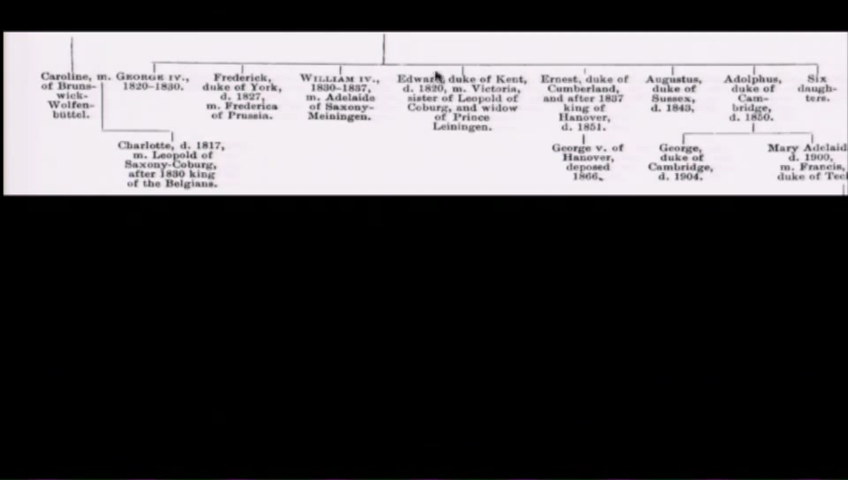 Caroline, m. GEORGE IV.,
of Bruns-
wick-
Wolfen-
büttel.
1820-1830.
Frederick,
duke of York,
d. 1827,
m. Frederica
of Prussia.
WILLIAM IV.,
1830-1837,
m. Adelaide
of Saxony-
Meiningen.
Edward, duke of Kent,
d. 1820, m. Victoria,
sister of Leopold of
Coburg, and widow
of Prince
Leiningen.
Ernest, duke of
Cumberland,
and after 1837
king of
Hanover,
d. 1851.
Augustus,
duke of
Sussex,
d. 1843.
Adolphus,
duke of
Cam-
bridge,
d. 1850.
Six
daugh-
ters.
Charlotte, d. 1817,
m. Leopold of
Saxony-Coburg,
after 1830 king
of the Belgians.
George V. of
Hanover,
deposed
1866.
George,
duke of
Cambridge,
d. 1904.
Mary Adelaid
d. 1900,
m. Francis,
duke of Tec